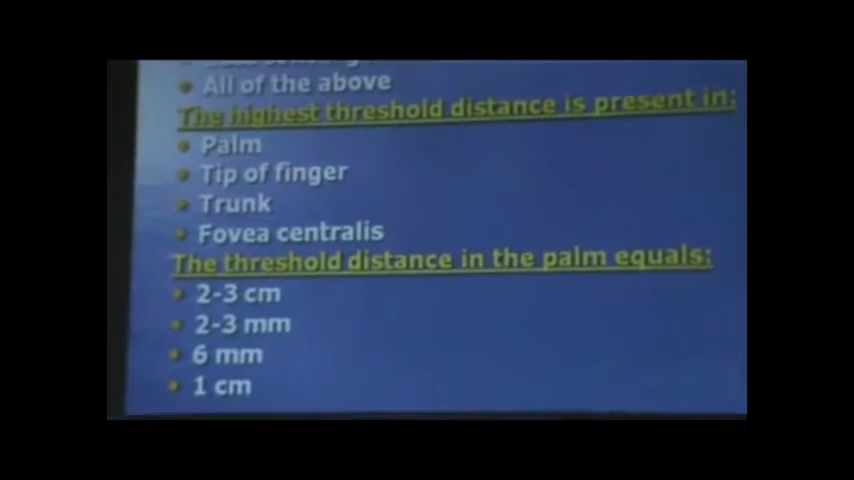 • All of the above
The highest threshold distance is present in:
• Palm
• Tip of finger
• Trunk
• Fovea centralis
The threshold distance in the palm equals:
• 2-3 cm
• 2-3 mm
• 6 mm
• 1 cm